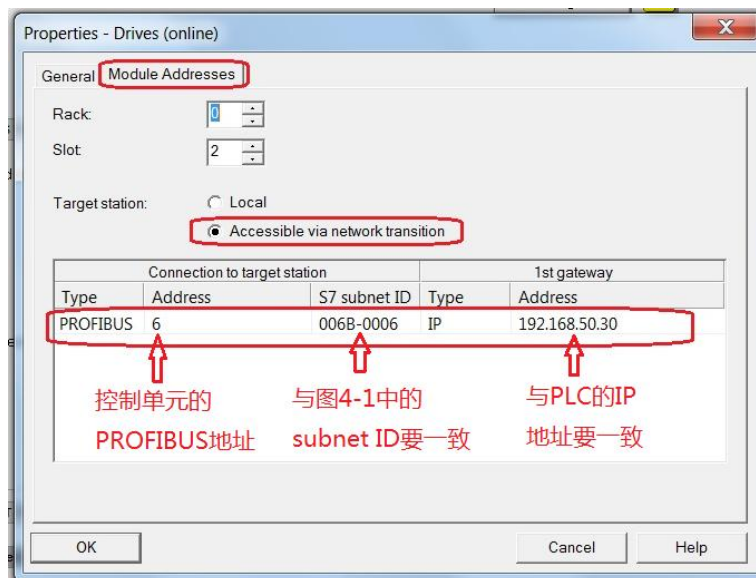 Properties - Drives (online)
General Module Addresses
Rack: 0
Slot: 2
Target station: Local
Accessible via network transition
Connection to target station 1st gateway
Type Address S7 subnet ID Type Address
PROFIBUS 6 006B-0006 IP 192.168.50.30
控制单元的 与图4-1中的 与PLC的IP
PROFIBUS地址 subnet ID要一致 地址要一致
OK Cancel Help